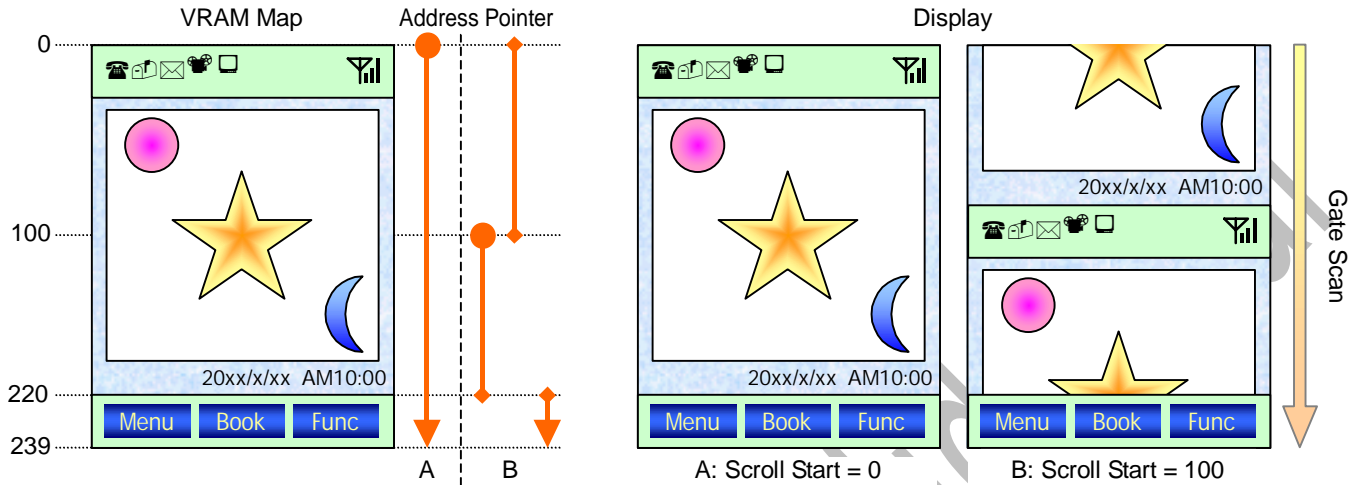 VRAM Map
Address Pointer
Display
0
100
220
239
20xx/x/xx AM10:00
Menu
Book
Func
A
B
20xx/x/xx AM10:00
Menu
Book
Func
A: Scroll Start = 0
20xx/x/xx AM10:00
Menu
Book
Func
B: Scroll Start = 100
Gate Scan